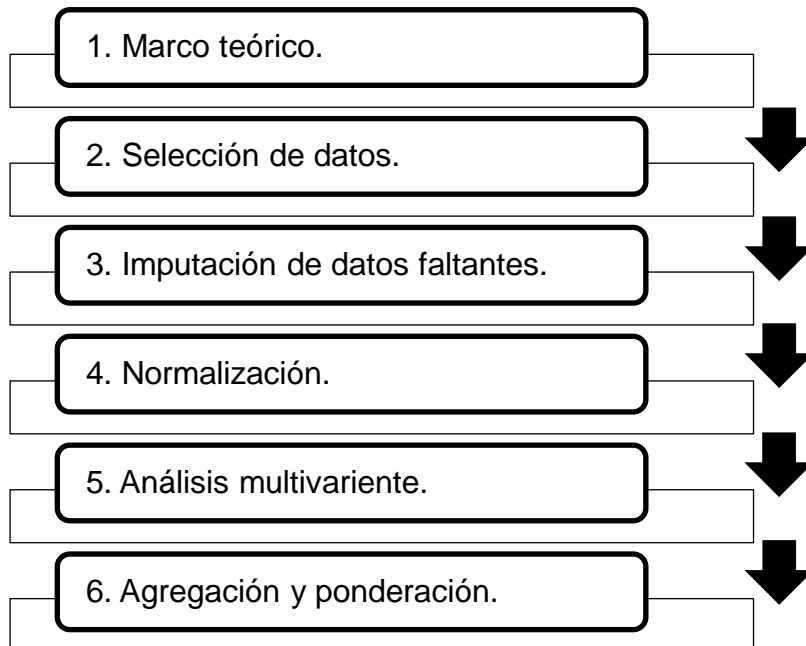 1. Marco teórico.
2. Selección de datos.
3. Imputación de datos faltantes.
4. Normalización.
5. Análisis multivariente.
6. Agregación y ponderación.